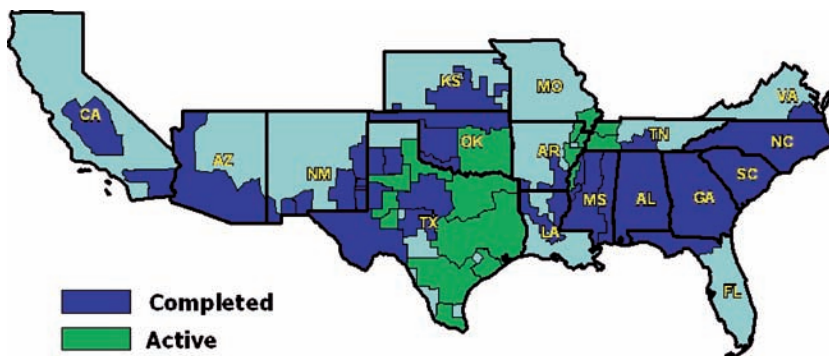 CA
AZ
NM
KS
OK
TX
MO
AR
LA
MS
TN
AL
GA
FL
SC
NC
VA
Completed
Active